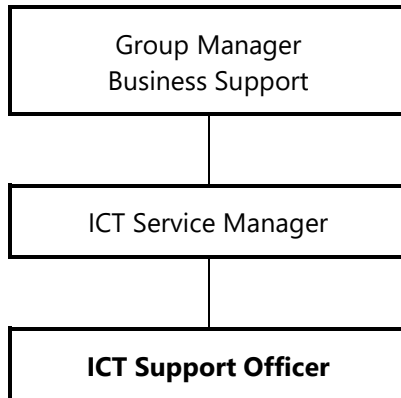 Group Manager
Business Support
ICT Service Manager
ICT Support Officer